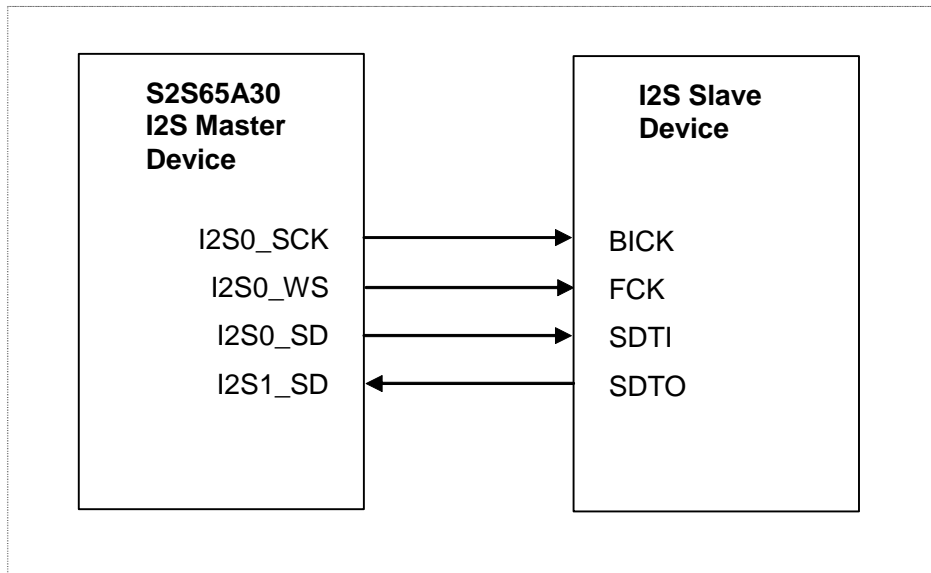 S2S65A30
I2S Master
Device
I2S Slave
Device
I2S0_SCK
BICK
I2S0_WS
FCK
I2S0_SD
SDTI
I2S1_SD
SDTO